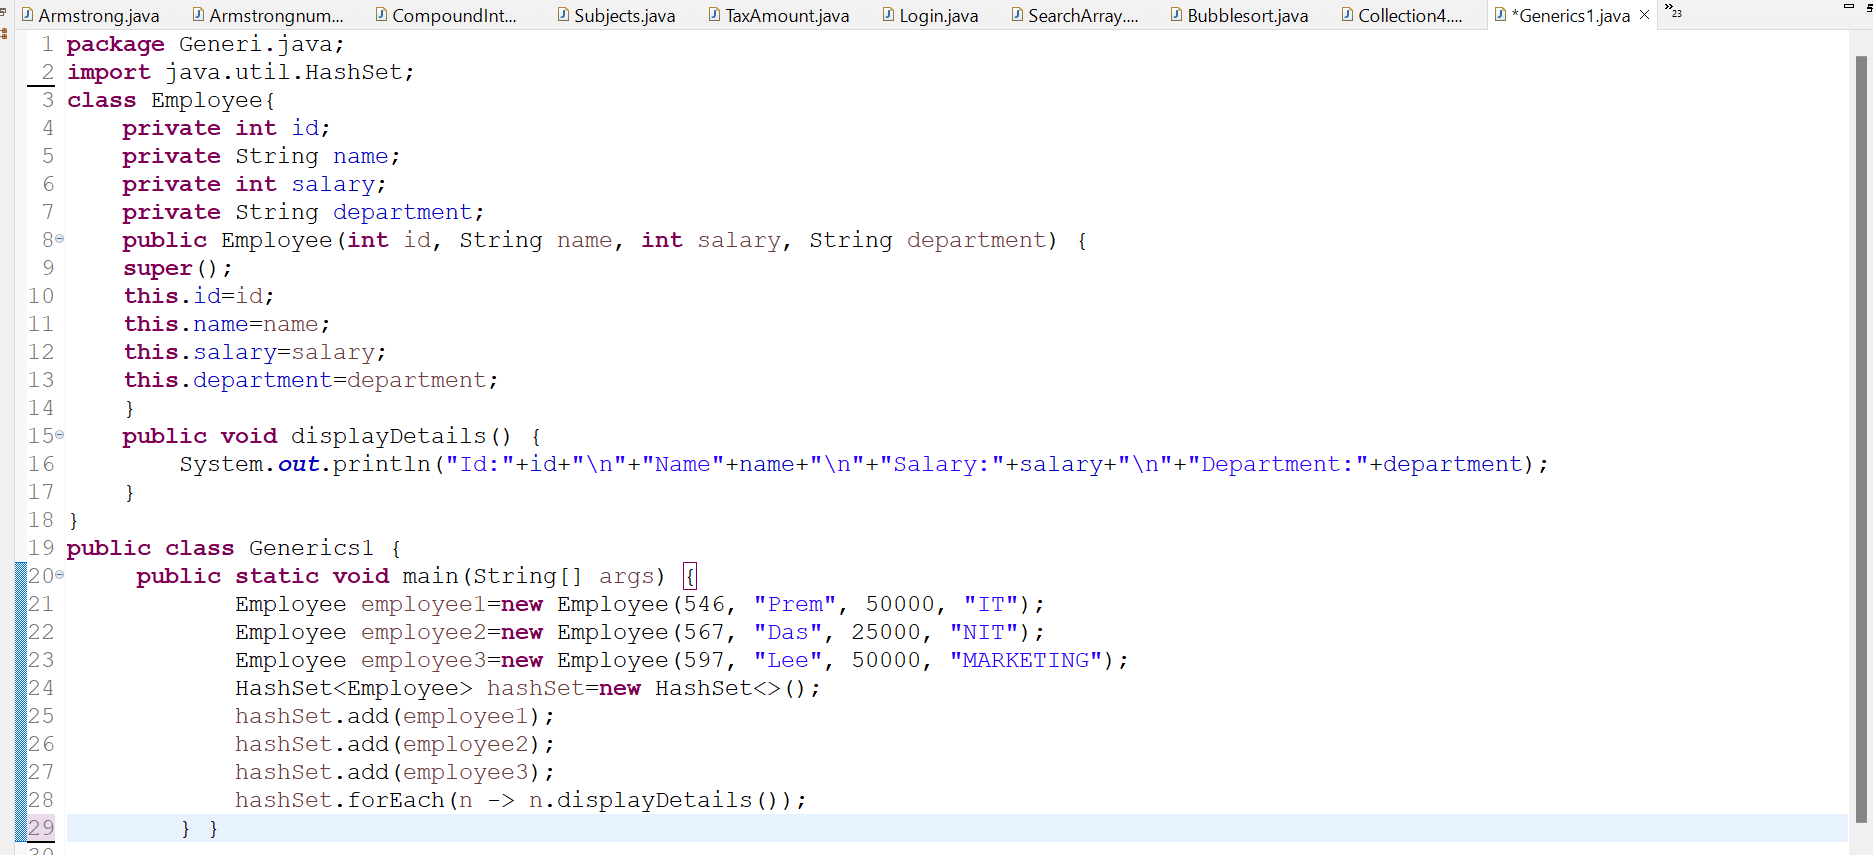 Armstrong.java Armstrongnum... CompoundInt... Subjects.java TaxAmount.java Login.java SearchArray.... Bubblesort.java Collection4.... *Generics1.java »23
1 package Generi.java;
2 import java.util.HashSet;
3 class Employee{
4 private int id;
5 private String name;
6 private int salary;
7 private String department;
8 public Employee(int id, String name, int salary, String department) {
9 super();
10 this.id=id;
11 this.name=name;
12 this.salary=salary;
13 this.department=department;
14 }
15 public void displayDetails() {
16 System.out.println("Id:"+id+"\n"+"Name"+name+"\n"+"Salary:"+salary+"\n"+"Department:"+department);
17 }
18 }
19 public class Generics1 {
20 public static void main(String[] args) {
21 Employee employee1=new Employee(546, "Prem", 50000, "IT");
22 Employee employee2=new Employee(567, "Das", 25000, "NIT");
23 Employee employee3=new Employee(597, "Lee", 50000, "MARKETING");
24 HashSet<Employee> hashSet=new HashSet<>();
25 hashSet.add(employee1);
26 hashSet.add(employee2);
27 hashSet.add(employee3);
28 hashSet.forEach(n -> n.displayDetails());
29 } }
30